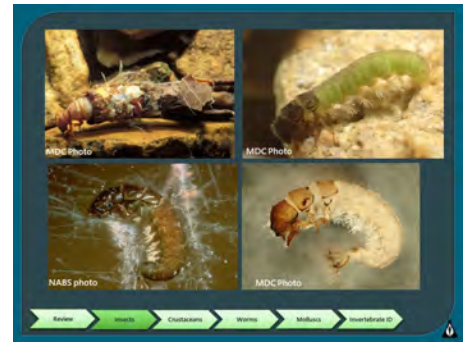 MDC Photo
MDC Photo
NABS photo
MDC Photo
Review
Insects
Crustaceans
Worms
Molluscs
Invertebrate ID